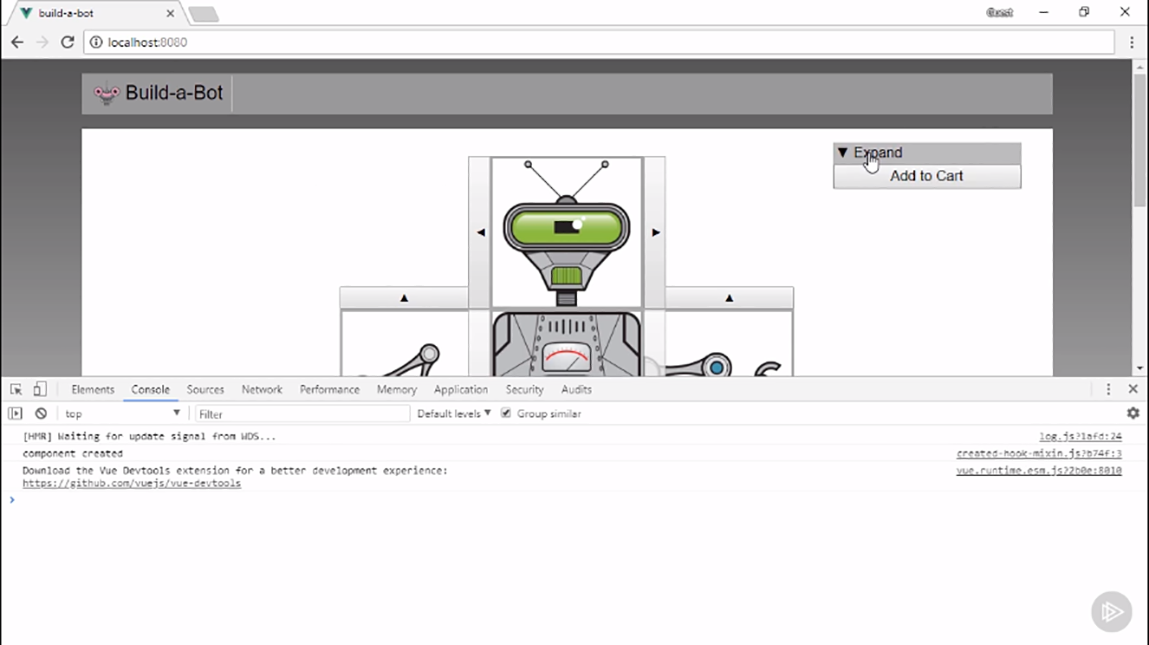 build-a-bot
Guest
localhost:8080
Build-a-Bot
▼ Expand
Add to Cart
Elements Console Sources Network Performance Memory Application Security Audits
top Filter Default levels ▼ Group similar
[HMR] Waiting for update signal from WDS... log.js?1afd:24
component created created-hook-mixin.js?b74f:3
Download the Vue Devtools extension for a better development experience: vue.runtime.esm.js?2b0e:8010
https://github.com/vuejs/vue-devtools